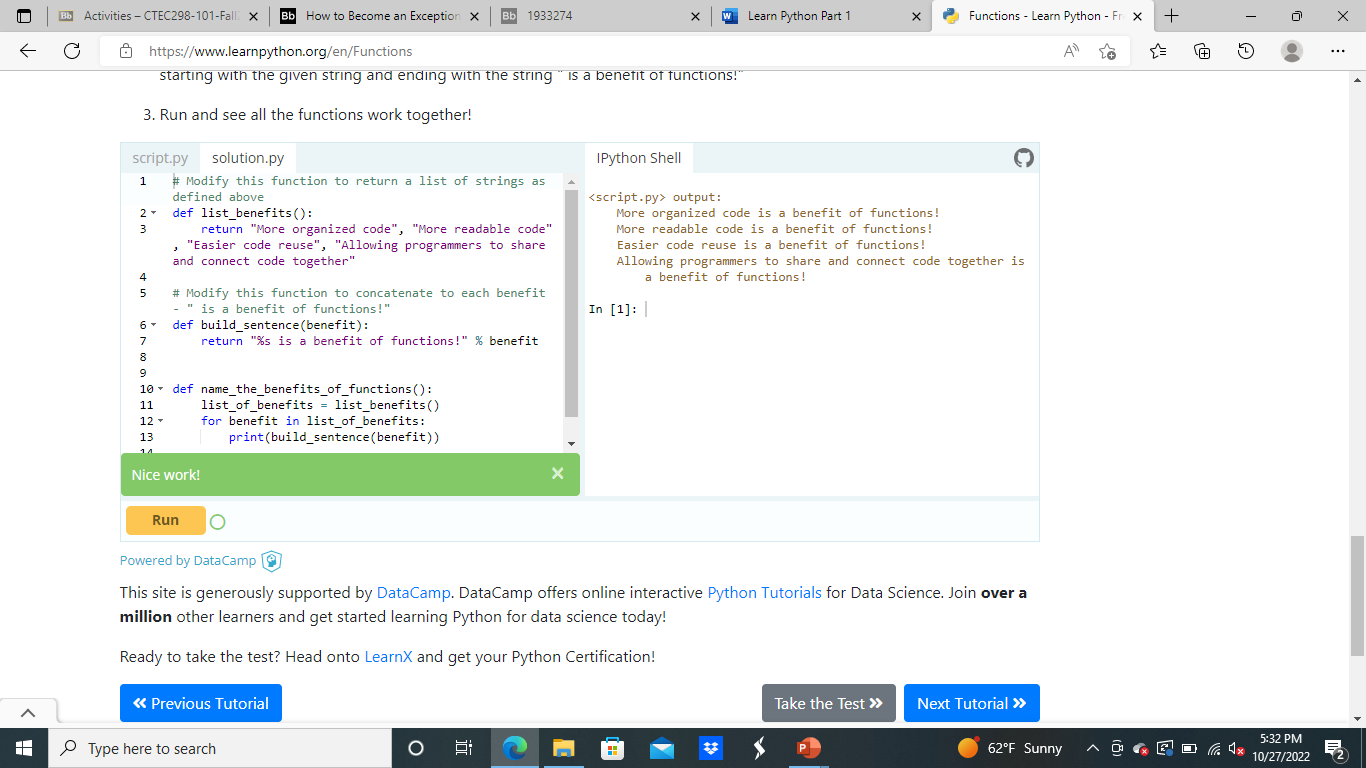 Activities – CTEC298-101-Fall
How to Become an Exception
1933274
Learn Python Part 1
Functions - Learn Python - Fr
https://www.learnpython.org/en/Functions
starting with the given string and ending with the string " is a benefit of functions!"
3. Run and see all the functions work together!
script.py
solution.py
IPython Shell
1 # Modify this function to return a list of strings as
defined above
2 def list_benefits():
3 return "More organized code", "More readable code"
, "Easier code reuse", "Allowing programmers to share
and connect code together"
4
5 # Modify this function to concatenate to each benefit
- " is a benefit of functions!"
6 def build_sentence(benefit):
7 return "%s is a benefit of functions!" % benefit
8
9
10 def name_the_benefits_of_functions():
11 list_of_benefits = list_benefits()
12 for benefit in list_of_benefits:
13 print(build_sentence(benefit))
14
<script.py> output:
More organized code is a benefit of functions!
More readable code is a benefit of functions!
Easier code reuse is a benefit of functions!
Allowing programmers to share and connect code together is
a benefit of functions!
In [1]:
Nice work!
Run
Powered by DataCamp
This site is generously supported by DataCamp. DataCamp offers online interactive Python Tutorials for Data Science. Join over a
million other learners and get started learning Python for data science today!
Ready to take the test? Head onto LearnX and get your Python Certification!
« Previous Tutorial
Take the Test »
Next Tutorial »
Type here to search
62°F Sunny
5:32 PM
10/27/2022
2